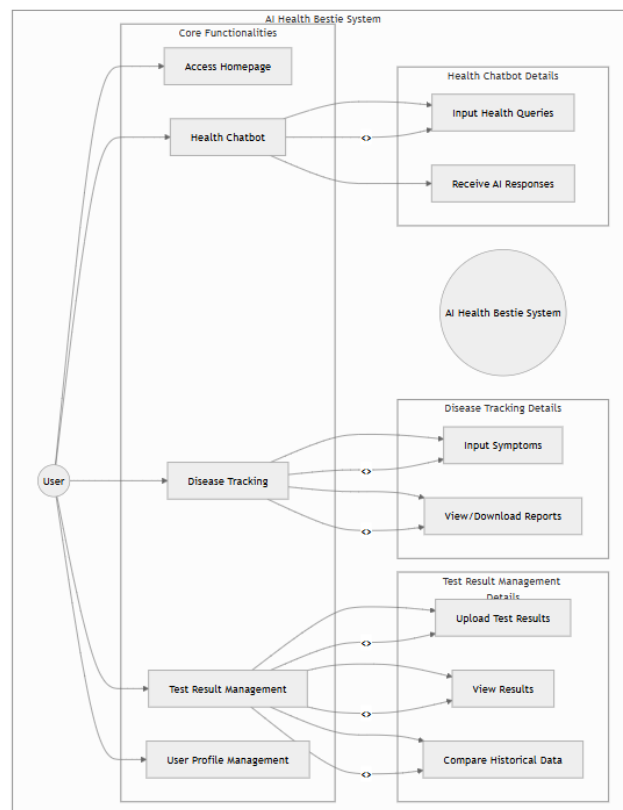 AI Health Bestie System
Core Functionalities
Access Homepage
Health Chatbot
Health Chatbot Details
Input Health Queries
<>
Receive AI Responses
AI Health Bestie System
Disease Tracking Details
Input Symptoms
<>
User
Disease Tracking
View/Download Reports
<>
Test Result Management
Details
Upload Test Results
<>
Test Result Management
View Results
<>
User Profile Management
Compare Historical Data
<>